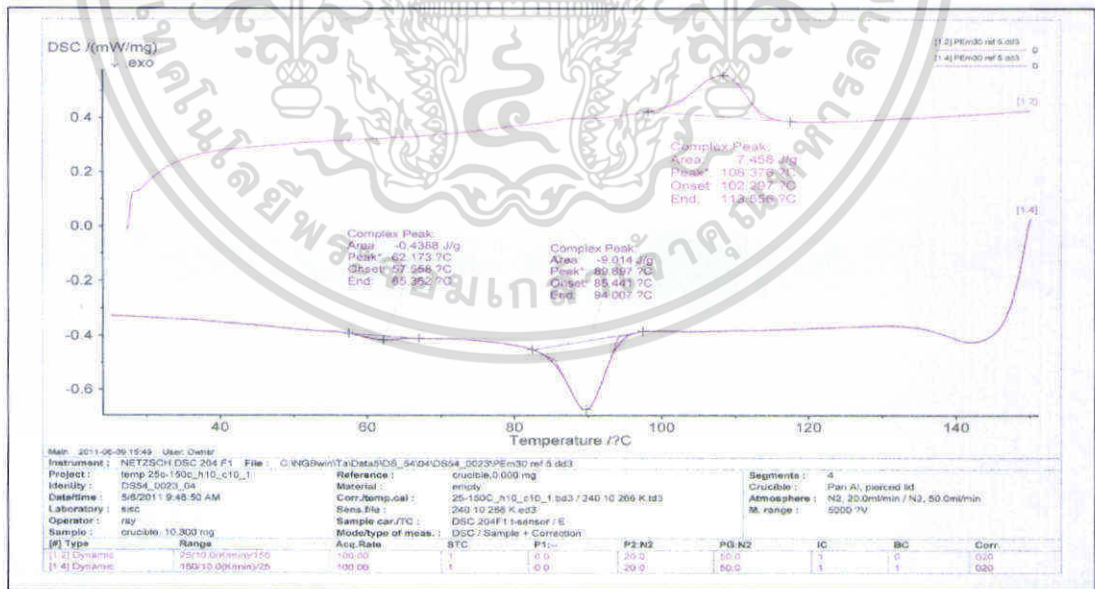 DSC /(mW/mg)
↓ exo
[1.2] PEm30 ref 5.dd3
[1.4] PEm30 ref 5.dd3
0.4
0.2
0.0
-0.2
-0.4
-0.6
[1.4]
Complex Peak:
Area: 7.458 J/g
Peak*: 108.376 ?C
Onset: 102.297 ?C
End: 113.556 ?C
Complex Peak:
Area: -0.4388 J/g
Peak*: 62.173 ?C
Onset: 57.558 ?C
End: 65.352 ?C
Complex Peak:
Area: -9.014 J/g
Peak*: 89.697 ?C
Onset: 85.441 ?C
End: 94.007 ?C
40 60 80 100 120 140
Temperature /?C
Main 2011-06-09 15:49 User: Owner
Instrument : NETZSCH DSC 204 F1 File :
Project : temp 25c-150c_h10_c10_1
Identity : DS54_0023_04
Date/time : 5/6/2011 9:46:50 AM
Laboratory : sisc
Operator : ray
Sample : crucible, 10.300 mg
Reference : crucible,0.000 mg
Material : empty
Corr./temp.cal : 25-150C_h10_c10_1.bd3 / 240 10 266 K.td3
Sens.file : 240 10 266 K.ed3
Sample car./TC : DSC 204F1 t-sensor / E
Mode/type of meas. : DSC / Sample + Correction
Segments : 4
Crucible : Pan Al, pierced lid
Atmosphere : N2, 20.0ml/min / N2, 50.0ml/min
M. range : 5000 ?V
[#] Type Range Acq.Rate STC P1:-- P2:N2 PG:N2 IC BC Corr.
[1.2] Dynamic 25/10.0(K/min)/150 100.00 1 0.0 20.0 50.0 1 0 020
[1.4] Dynamic 150/10.0(K/min)/25 100.00 1 0.0 20.0 50.0 1 1 020